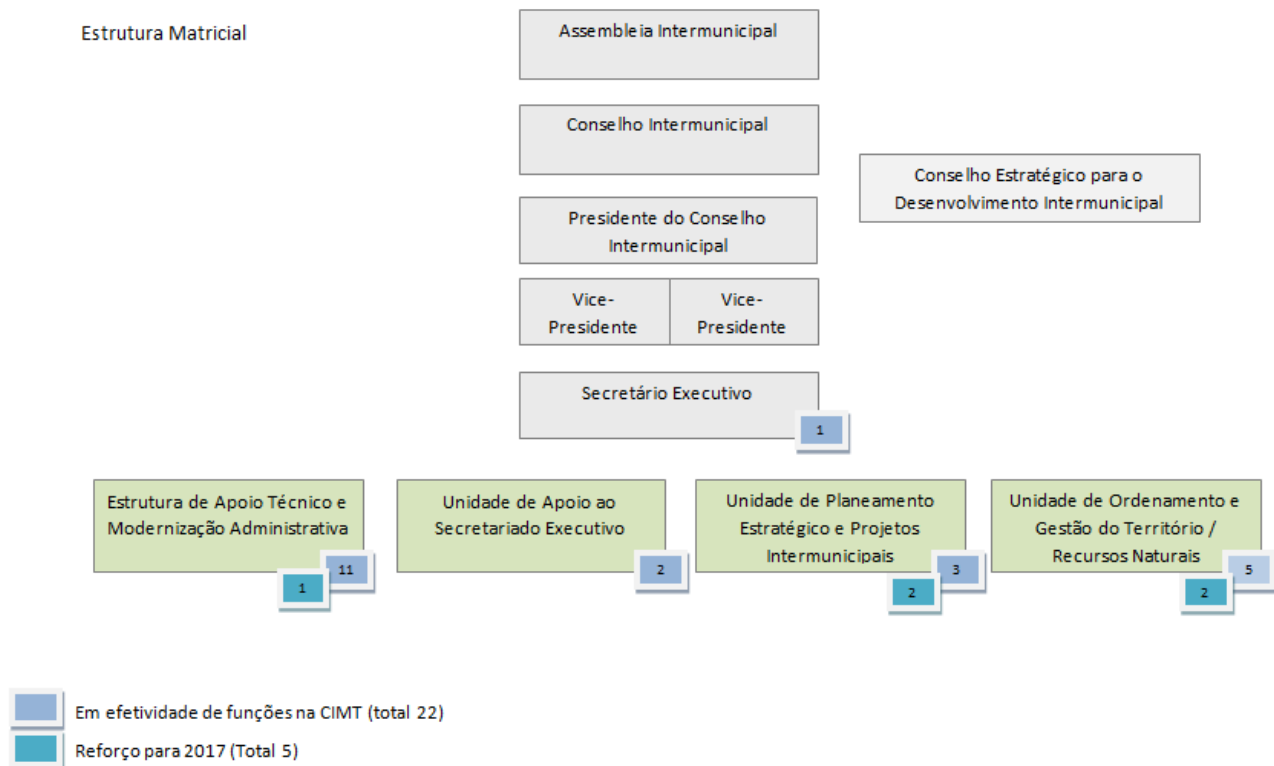 Estrutura Matricial
Assembleia Intermunicipal
Conselho Intermunicipal
Conselho Estratégico para o
Desenvolvimento Intermunicipal
Presidente do Conselho
Intermunicipal
Vice-
Presidente
Vice-
Presidente
Secretário Executivo
1
Estrutura de Apoio Técnico e
Modernização Administrativa
11
1
Unidade de Apoio ao
Secretariado Executivo
2
Unidade de Planeamento
Estratégico e Projetos
Intermunicipais
3
2
Unidade de Ordenamento e
Gestão do Território /
Recursos Naturais
5
2
Em efetividade de funções na CIMT (total 22)
Reforço para 2017 (Total 5)